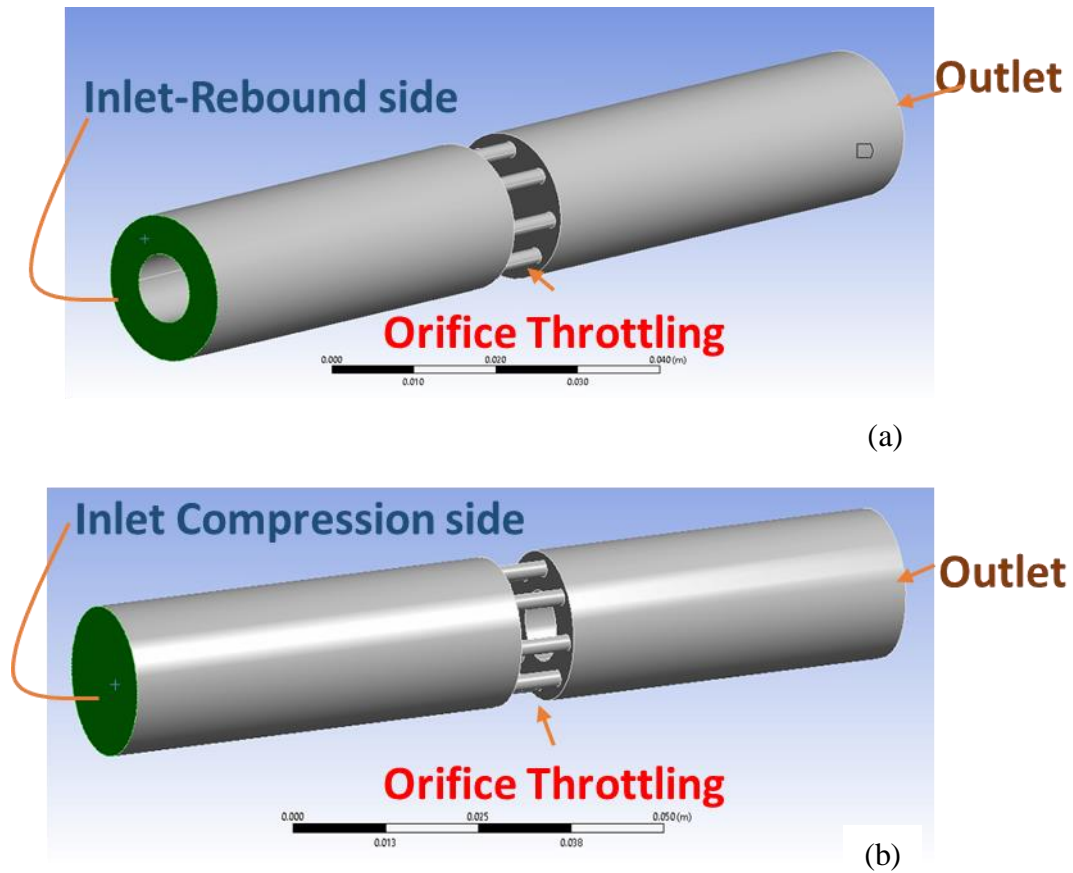 Inlet-Rebound side
Outlet
Orifice Throttling
0.000 0.020 0.040 (m)
0.010 0.030
(a)
Inlet Compression side
Outlet
Orifice Throttling
0.000 0.025 0.050 (m)
0.013 0.038
(b)